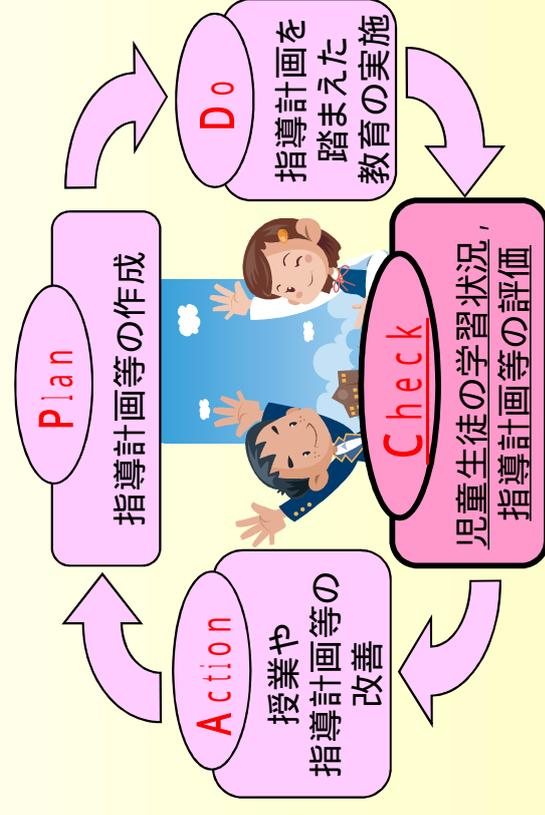 Plan
指導計画等の作成
Do
指導計画を
踏まえた
教育の実施
Check
児童生徒の学習状況,
指導計画等の評価
Action
授業や
指導計画等の
改善